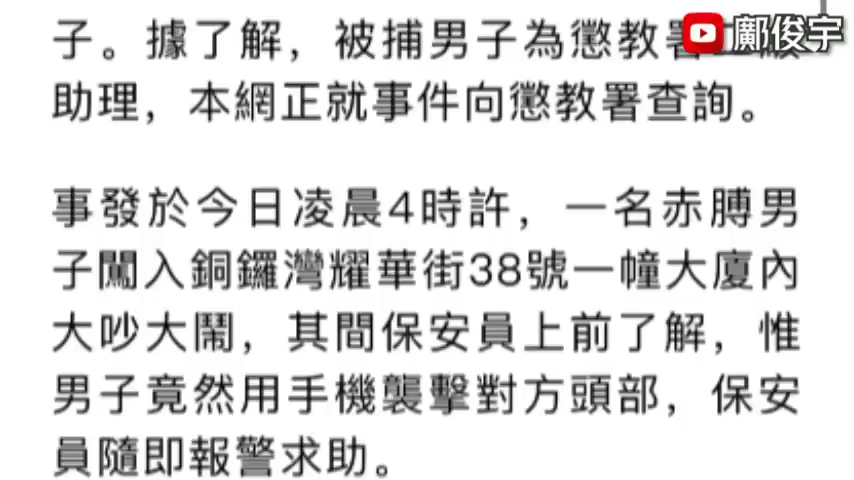 子。據了解，被捕男子為懲教署
鄺俊宇
助理，本網正就事件向懲教署查詢。
事發於今日凌晨4時許，一名赤膊男
子闖入銅鑼灣耀華街38號一幢大廈內
大吵大鬧，其間保安員上前了解，惟
男子竟然用手機襲擊對方頭部，保安
員隨即報警求助。